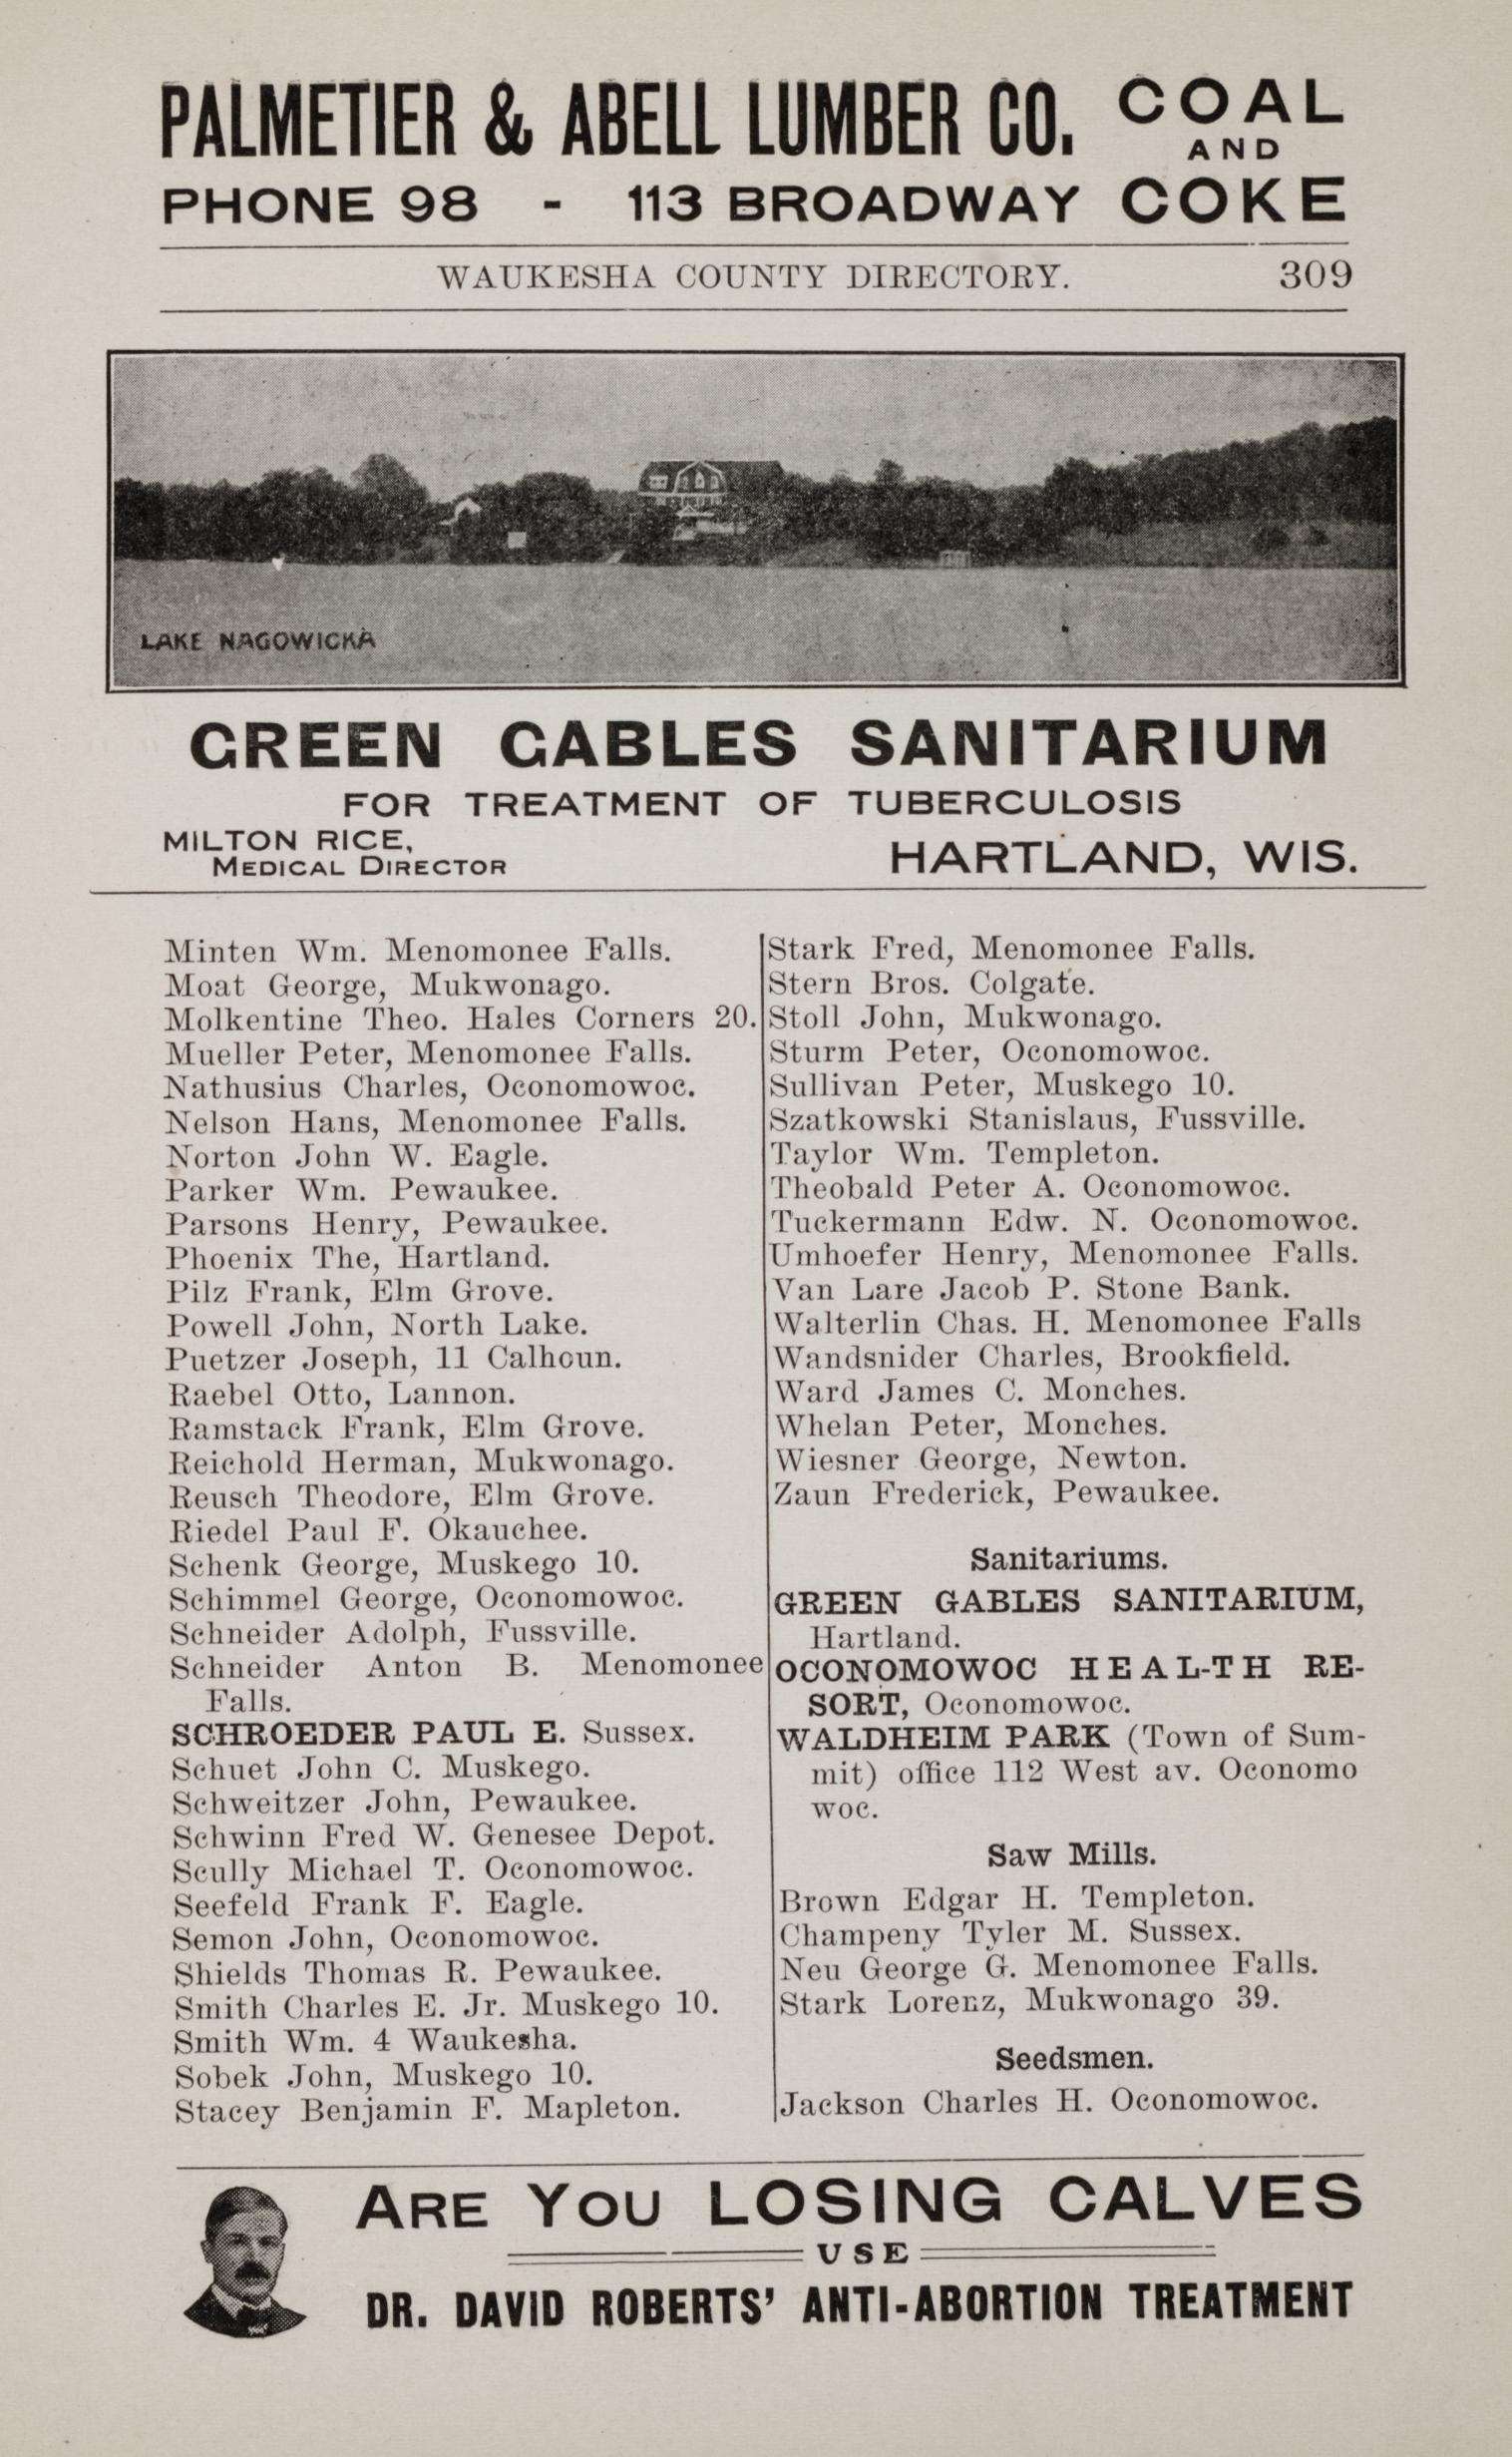 PALMETIER & ABELL LUMBER CO. COAL
AND
PHONE 98 - 113 BROADWAY COKE
WAUKESHA COUNTY DIRECTORY. 309
LAKE NAGOWICKA
GREEN GABLES SANITARIUM
FOR TREATMENT OF TUBERCULOSIS
MILTON RICE,
MEDICAL DIRECTOR
HARTLAND, WIS.
Minten Wm. Menomonee Falls.
Moat George, Mukwonago.
Molkentine Theo. Hales Corners 20.
Mueller Peter, Menomonee Falls.
Nathusius Charles, Oconomowoc.
Nelson Hans, Menomonee Falls.
Norton John W. Eagle.
Parker Wm. Pewaukee.
Parsons Henry, Pewaukee.
Phoenix The, Hartland.
Pilz Frank, Elm Grove.
Powell John, North Lake.
Puetzer Joseph, 11 Calhoun.
Raebel Otto, Lannon.
Ramstack Frank, Elm Grove.
Reichold Herman, Mukwonago.
Reusch Theodore, Elm Grove.
Riedel Paul F. Okauchee.
Schenk George, Muskego 10.
Schimmel George, Oconomowoc.
Schneider Adolph, Fussville.
Schneider Anton B. Menomonee
Falls.
SCHROEDER PAUL E. Sussex.
Schuet John C. Muskego.
Schweitzer John, Pewaukee.
Schwinn Fred W. Genesee Depot.
Scully Michael T. Oconomowoc.
Seefeld Frank F. Eagle.
Semon John, Oconomowoc.
Shields Thomas R. Pewaukee.
Smith Charles E. Jr. Muskego 10.
Smith Wm. 4 Waukesha.
Sobek John, Muskego 10.
Stacey Benjamin F. Mapleton.
Stark Fred, Menomonee Falls.
Stern Bros. Colgate.
Stoll John, Mukwonago.
Sturm Peter, Oconomowoc.
Sullivan Peter, Muskego 10.
Szatkowski Stanislaus, Fussville.
Taylor Wm. Templeton.
Theobald Peter A. Oconomowoc.
Tuckermann Edw. N. Oconomowoc.
Umhoefer Henry, Menomonee Falls.
Van Lare Jacob P. Stone Bank.
Walterlin Chas. H. Menomonee Falls
Wandsnider Charles, Brookfield.
Ward James C. Monches.
Whelan Peter, Monches.
Wiesner George, Newton.
Zaun Frederick, Pewaukee.
Sanitariums.
GREEN GABLES SANITARIUM,
Hartland.
OCONOMOWOC HEAL-TH RE-
SORT, Oconomowoc.
WALDHEIM PARK (Town of Sum-
mit) office 112 West av. Oconomo
woc.
Saw Mills.
Brown Edgar H. Templeton.
Champeny Tyler M. Sussex.
Neu George G. Menomonee Falls.
Stark Lorenz, Mukwonago 39.
Seedsmen.
Jackson Charles H. Oconomowoc.
ARE YOU LOSING CALVES
USE
DR. DAVID ROBERTS' ANTI-ABORTION TREATMENT